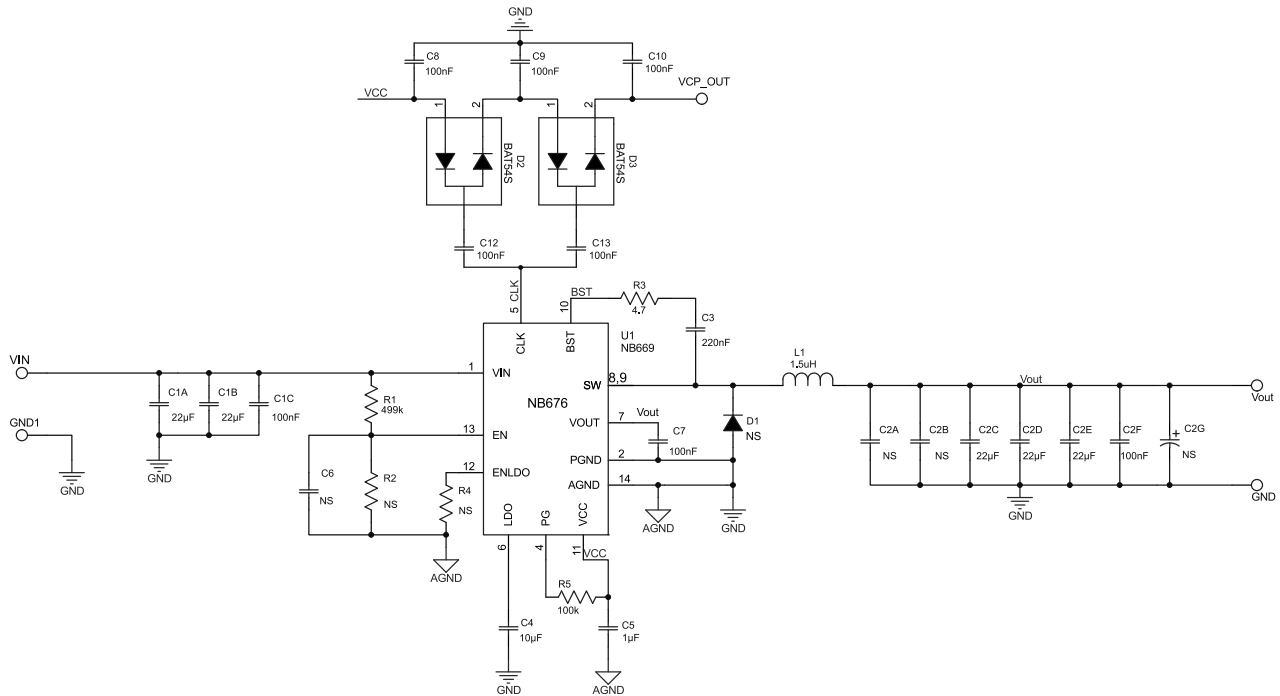 GND
C8
100nF
C9
100nF
C10
100nF
VCC
VCP_OUT
1
2
1
2
D2
BAT54S
D3
BAT54S
C12
100nF
C13
100nF
5
CLK
10
BST
R3
4.7
C3
220nF
CLK
BST
U1
NB669
VIN
1
VIN
SW
8,9
L1
1.5uH
Vout
Vout
C1A
22µF
C1B
22µF
C1C
100nF
R1
499k
NB676
GND1
GND
GND
13
EN
VOUT
7
Vout
C7
100nF
D1
NS
12
ENLDO
PGND
2
AGND
14
C6
NS
R2
NS
R4
NS
AGND
GND
C2A
NS
C2B
NS
C2C
22µF
C2D
22µF
C2E
22µF
C2F
100nF
C2G
+
NS
GND
GND
LDO
PG
VCC
6
4
11
VCC
AGND
R5
100k
C4
10µF
C5
1µF
GND
AGND